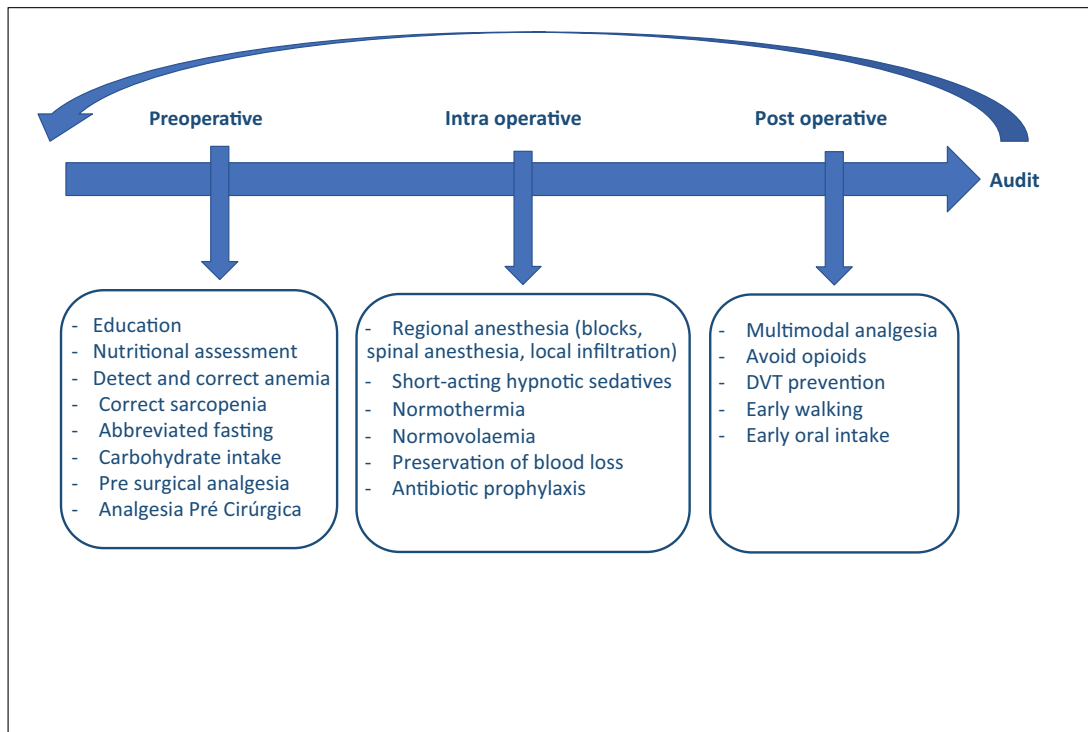 Preoperative
Intra operative
Post operative
Audit
- Education
- Nutritional assessment
- Detect and correct anemia
- Correct sarcopenia
- Abbreviated fasting
- Carbohydrate intake
- Pre surgical analgesia
- Analgesia Pré Cirúrgica
- Regional anesthesia (blocks,
spinal anesthesia, local infiltration)
- Short-acting hypnotic sedatives
- Normothermia
- Normovolaemia
- Preservation of blood loss
- Antibiotic prophylaxis
- Multimodal analgesia
- Avoid opioids
- DVT prevention
- Early walking
- Early oral intake